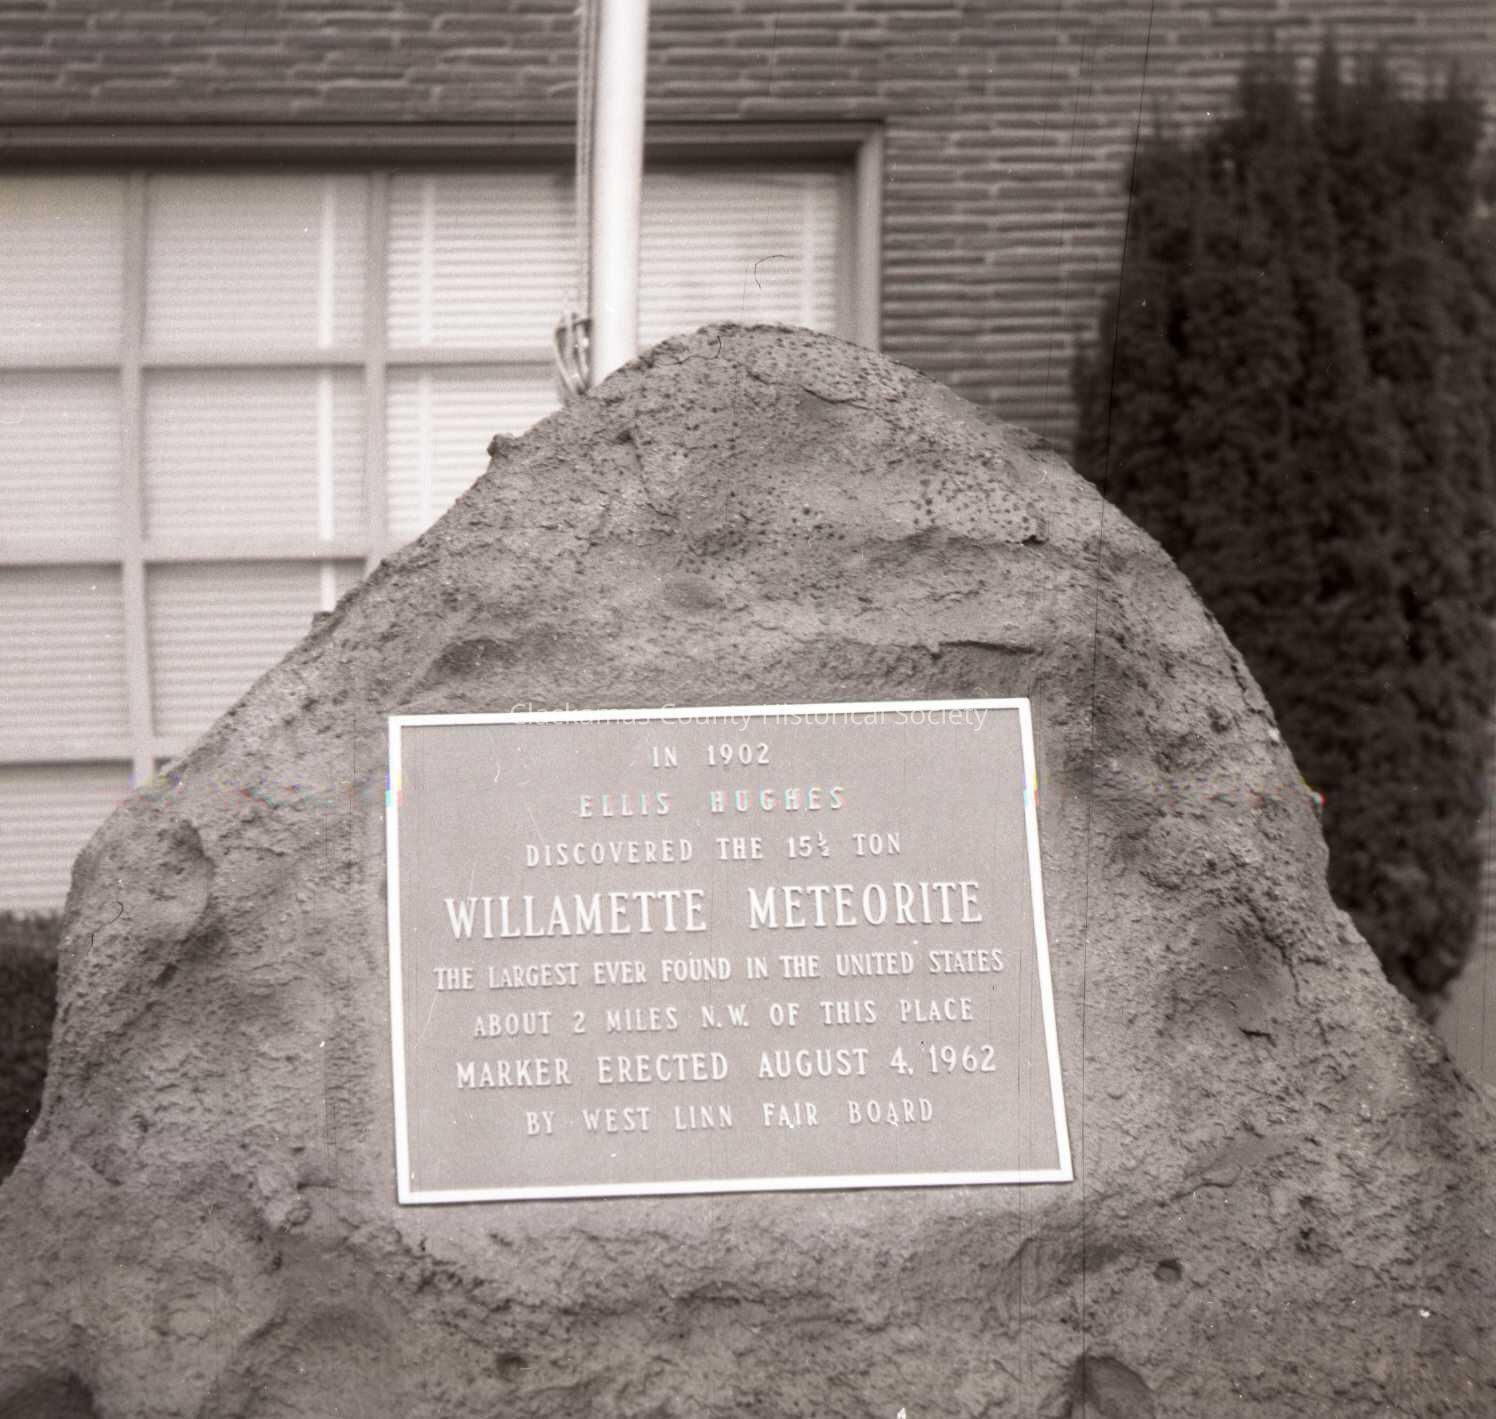 Clackamas County Historical Society
IN 1902
ELLIS HUGHES
DISCOVERED THE 15½ TON
WILLAMETTE METEORITE
THE LARGEST EVER FOUND IN THE UNITED STATES
ABOUT 2 MILES N.W. OF THIS PLACE
MARKER ERECTED AUGUST 4, 1962
BY WEST LINN FAIR BOARD